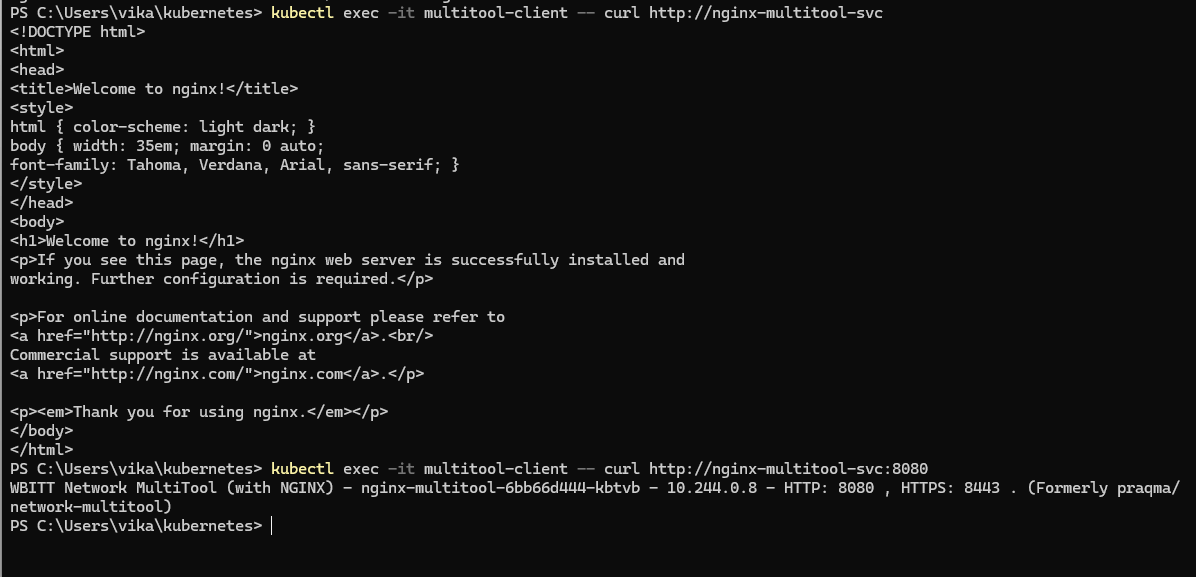 PS C:\Users\vika\kubernetes> kubectl exec -it multitool-client -- curl http://nginx-multitool-svc
<!DOCTYPE html>
<html>
<head>
<title>Welcome to nginx!</title>
<style>
html { color-scheme: light dark; }
body { width: 35em; margin: 0 auto;
font-family: Tahoma, Verdana, Arial, sans-serif; }
</style>
</head>
<body>
<h1>Welcome to nginx!</h1>
<p>If you see this page, the nginx web server is successfully installed and
working. Further configuration is required.</p>

<p>For online documentation and support please refer to
<a href="http://nginx.org/">nginx.org</a>.<br/>
Commercial support is available at
<a href="http://nginx.com/">nginx.com</a>.</p>

<p><em>Thank you for using nginx.</em></p>
</body>
</html>
PS C:\Users\vika\kubernetes> kubectl exec -it multitool-client -- curl http://nginx-multitool-svc:8080
WBITT Network MultiTool (with NGINX) - nginx-multitool-6bb66d444-kbtvb - 10.244.0.8 - HTTP: 8080 , HTTPS: 8443 . (Formerly praqma/
network-multitool)
PS C:\Users\vika\kubernetes>